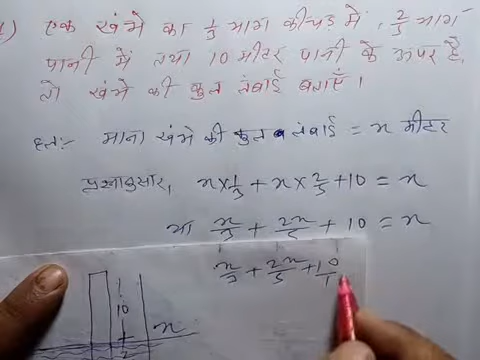 एक खंभे का 1/3 भाग कीचड़ में, 2/5 भाग
पानी में तथा 10 मीटर पानी के ऊपर है,
तो खंभे की कुल लंबाई बताएँ।
हल:- माना खंभे की कुल लंबाई = x मीटर
प्रश्नानुसार, x×1/3 + x×2/5 + 10 = x
या x/3 + 2x/5 + 10 = x
x/3 + 2x/5 + 10/1
10
x